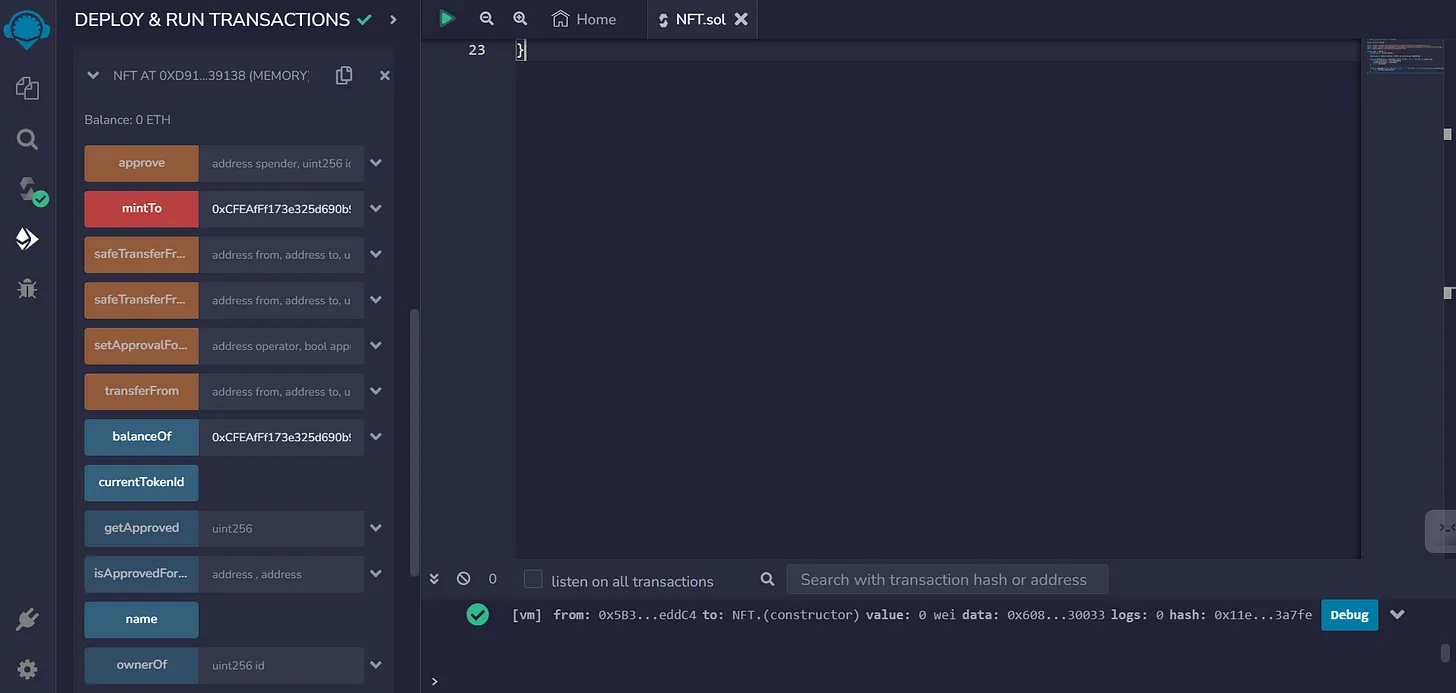 DEPLOY & RUN TRANSACTIONS
Home
NFT.sol
NFT AT 0XD91...39138 (MEMORY)
Balance: 0 ETH
approve address spender, uint256 id
mintTo 0xCFEAfFf173e325d690b9
safeTransferFr... address from, address to, u
safeTransferFr... address from, address to, u
setApprovalFo... address operator, bool appr
transferFrom address from, address to, u
balanceOf 0xCFEAfFf173e325d690b9
currentTokenId
getApproved uint256
isApprovedFor... address , address
name
ownerOf uint256 id
23 }
0 listen on all transactions Search with transaction hash or address
[vm] from: 0x5B3...eddC4 to: NFT.(constructor) value: 0 wei data: 0x608...30033 logs: 0 hash: 0x11e...3a7fe Debug
>